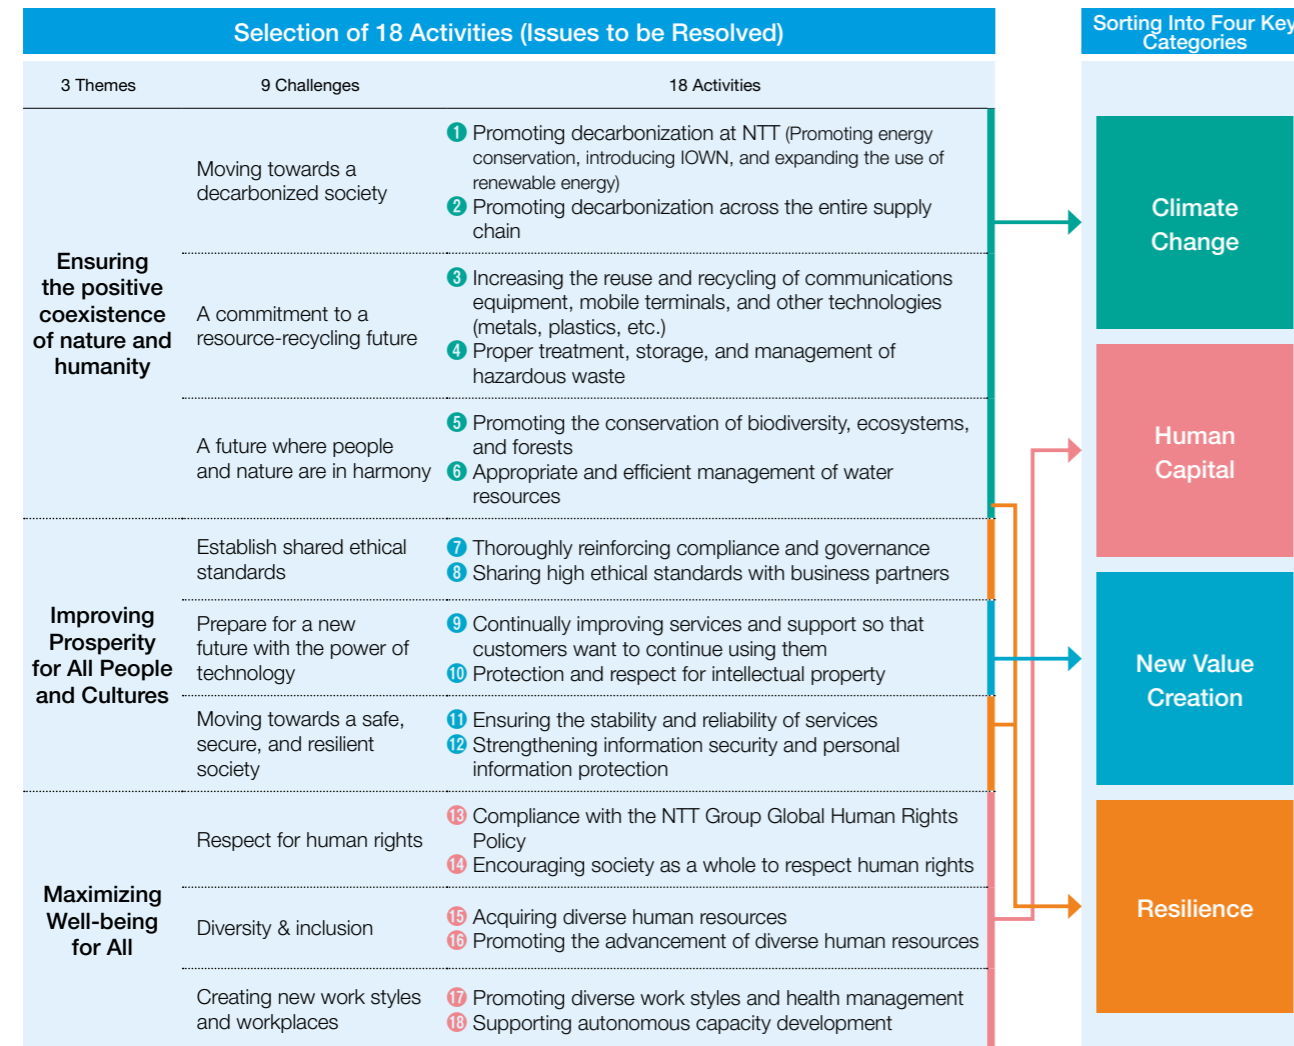 Selection of 18 Activities (Issues to be Resolved)
Sorting Into Four Key
Categories
3 Themes
9 Challenges
18 Activities
Ensuring
the positive
coexistence
of nature and
humanity
Moving towards a
decarbonized society
1 Promoting decarbonization at NTT (Promoting energy
conservation, introducing IOWN, and expanding the use of
renewable energy)
2 Promoting decarbonization across the entire supply
chain
A commitment to a
resource-recycling future
3 Increasing the reuse and recycling of communications
equipment, mobile terminals, and other technologies
(metals, plastics, etc.)
4 Proper treatment, storage, and management of
hazardous waste
A future where people
and nature are in harmony
5 Promoting the conservation of biodiversity, ecosystems,
and forests
6 Appropriate and efficient management of water
resources
Improving
Prosperity
for All People
and Cultures
Establish shared ethical
standards
7 Thoroughly reinforcing compliance and governance
8 Sharing high ethical standards with business partners
Prepare for a new
future with the power of
technology
9 Continually improving services and support so that
customers want to continue using them
10 Protection and respect for intellectual property
Moving towards a safe,
secure, and resilient
society
11 Ensuring the stability and reliability of services
12 Strengthening information security and personal
information protection
Maximizing
Well-being
for All
Respect for human rights
13 Compliance with the NTT Group Global Human Rights
Policy
14 Encouraging society as a whole to respect human rights
Diversity & inclusion
15 Acquiring diverse human resources
16 Promoting the advancement of diverse human resources
Creating new work styles
and workplaces
17 Promoting diverse work styles and health management
18 Supporting autonomous capacity development
Climate
Change
Human
Capital
New Value
Creation
Resilience